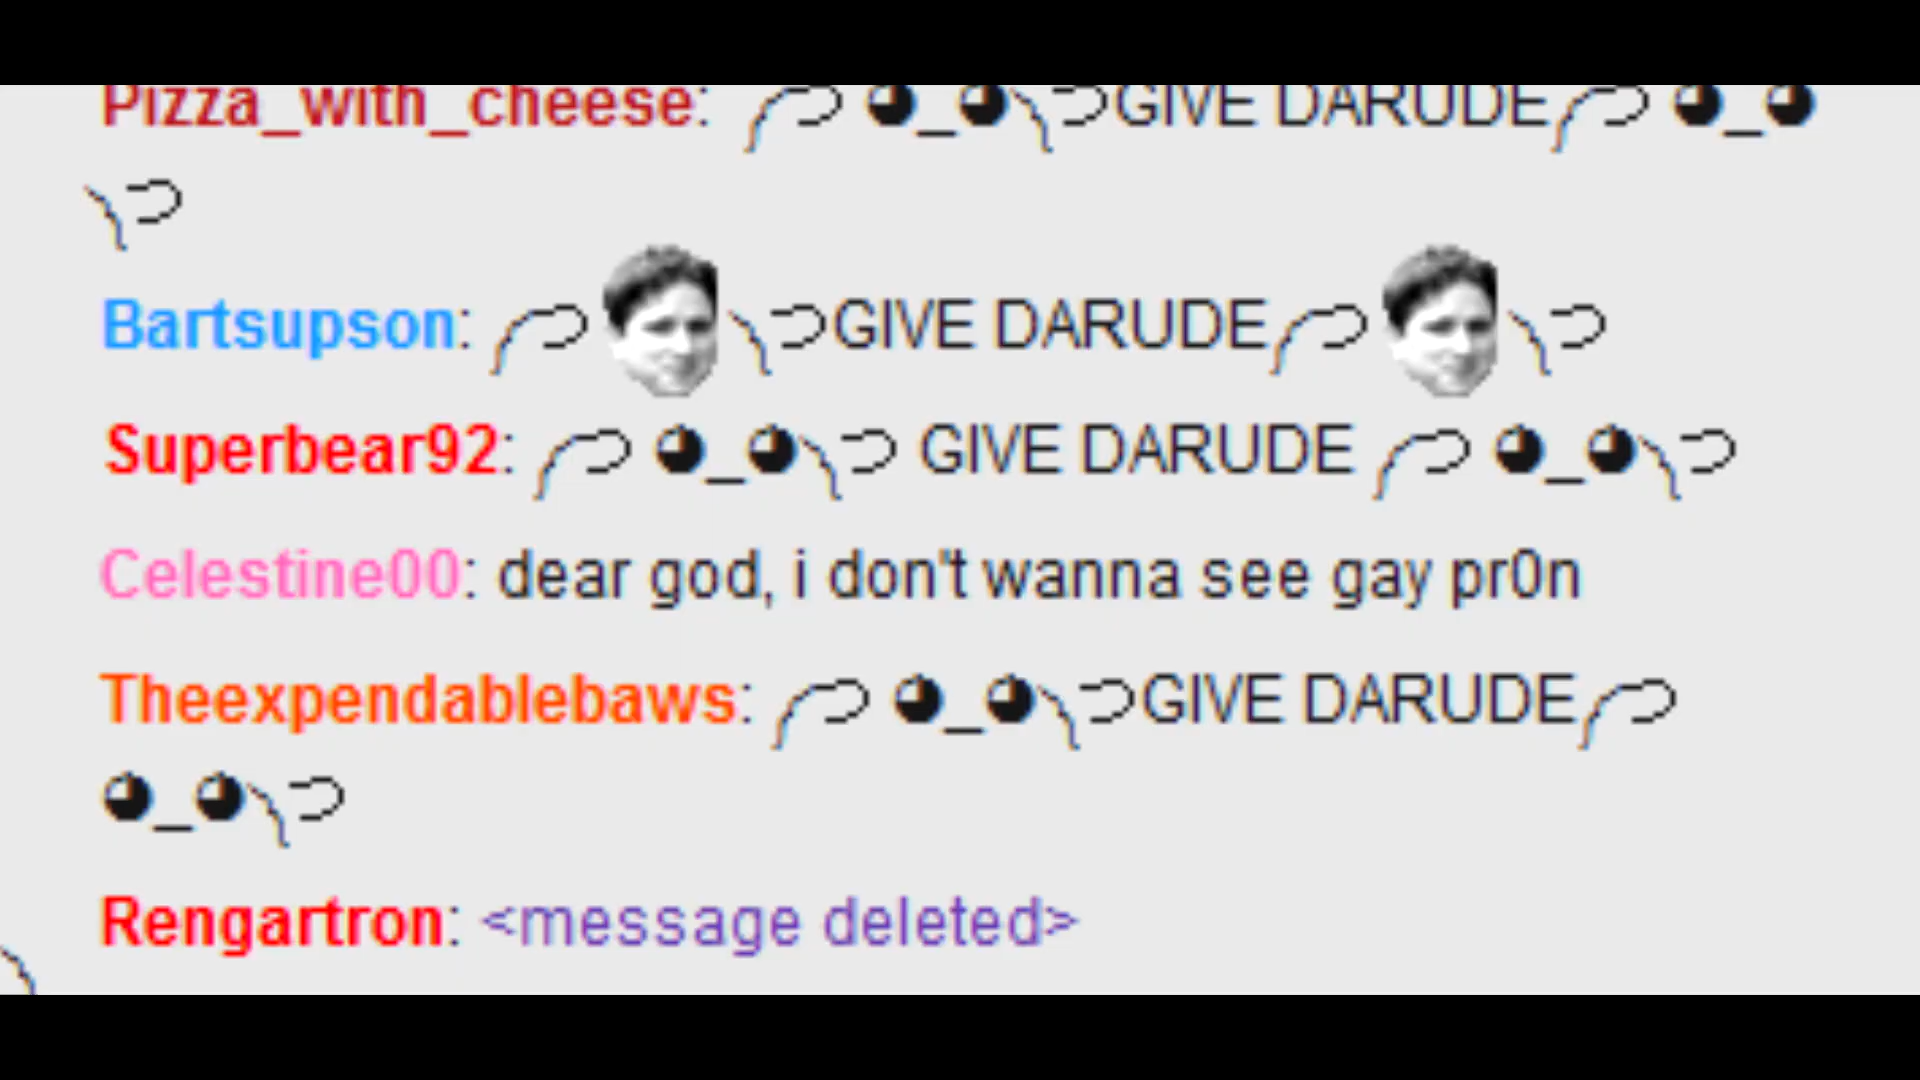 Pizza_with_cheese: ༼ つ ◕_◕ ༽つGIVE DARUDE༼ つ ◕_◕
༽つ
Bartsupson: ༼ つ ༽つGIVE DARUDE༼ つ ༽つ
Superbear92: ༼ つ ◕_◕ ༽つ GIVE DARUDE ༼ つ ◕_◕ ༽つ
Celestine00: dear god, i don't wanna see gay pr0n
Theexpendablebaws: ༼ つ ◕_◕ ༽つGIVE DARUDE༼ つ
◕_◕ ༽つ
Rengartron: <message deleted>